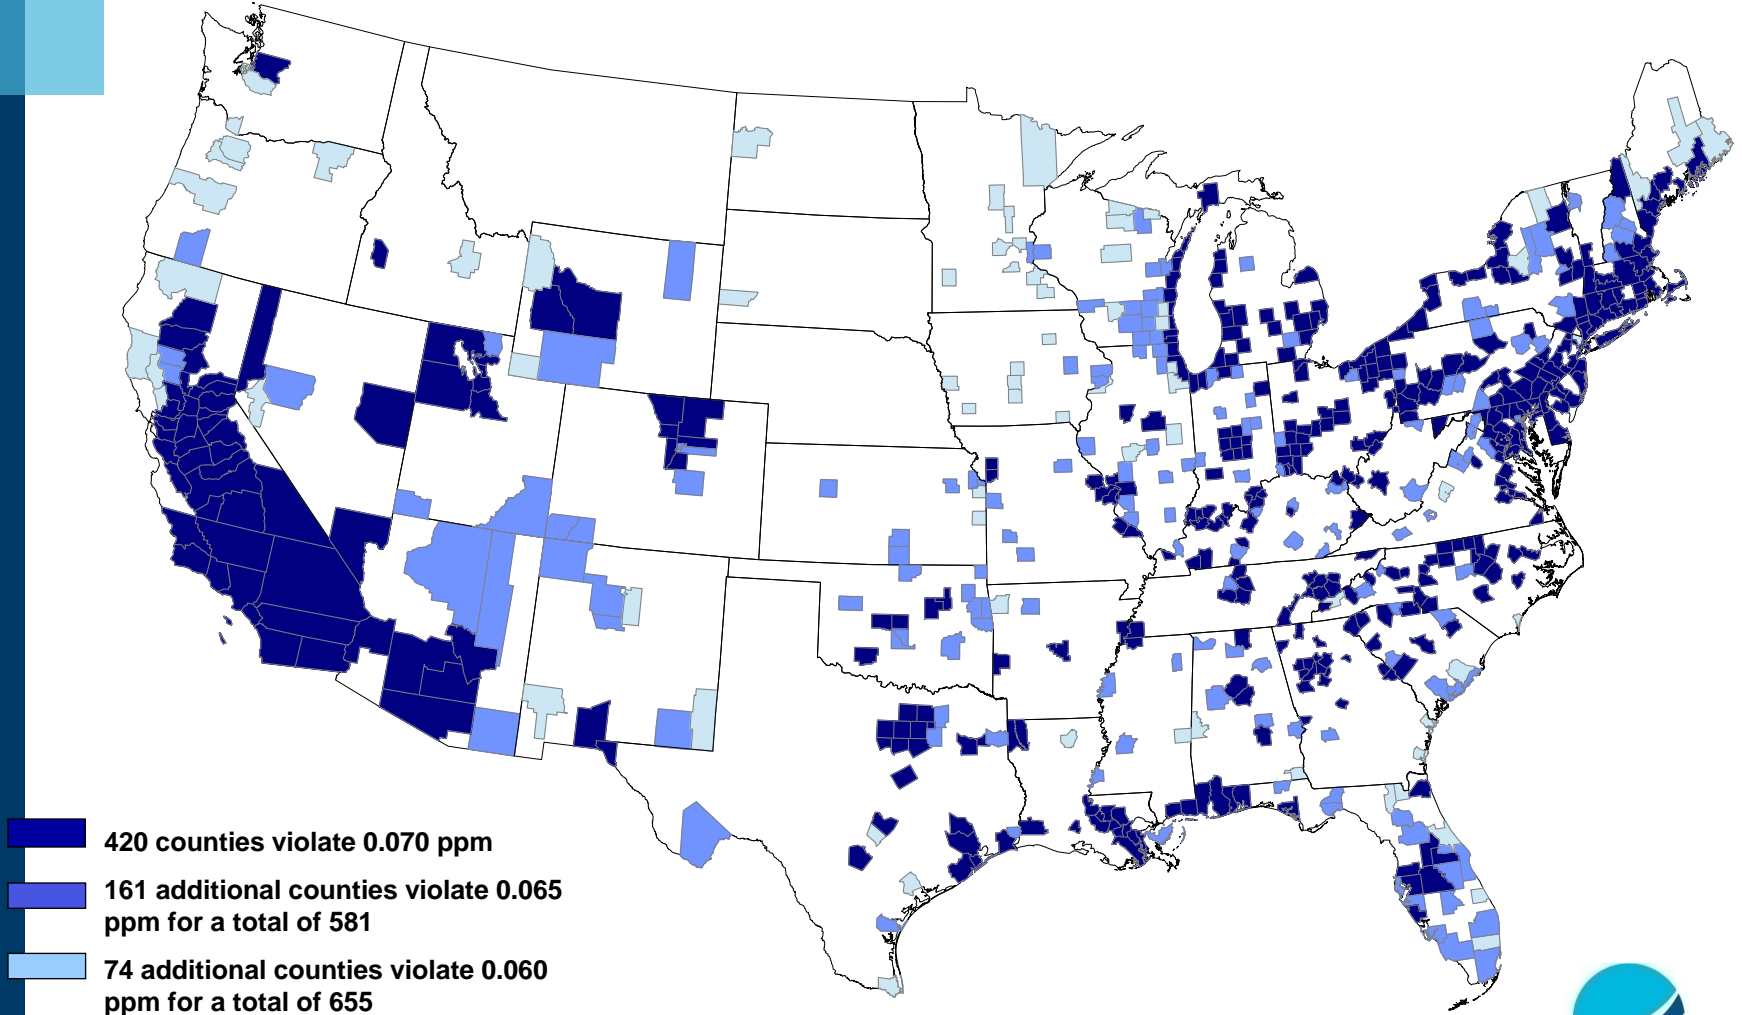 420 counties violate 0.070 ppm
161 additional counties violate 0.065
ppm for a total of 581
74 additional counties violate 0.060
ppm for a total of 655